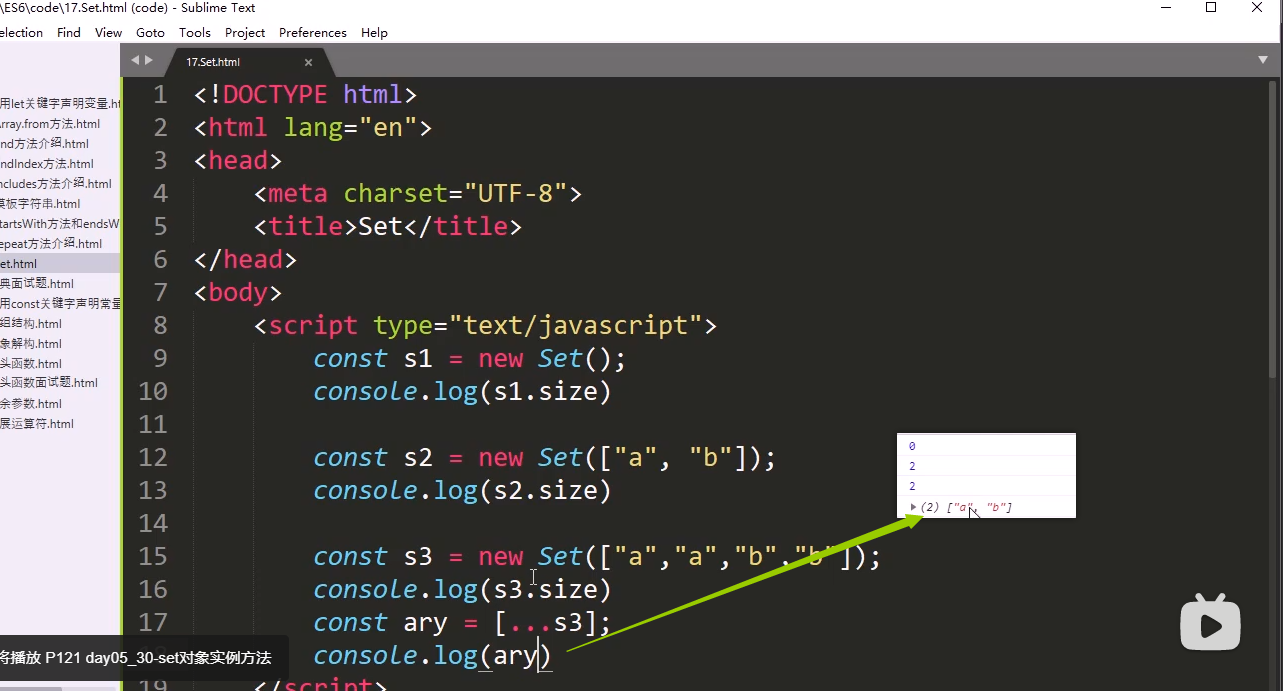 \ES6\code\17.Set.html (code) - Sublime Text
election Find View Goto Tools Project Preferences Help
17.Set.html ×
用let关键字声明变量.ht
rray.from方法.html
nd方法介绍.html
ndIndex方法.html
ncludes方法介绍.html
模板字符串.html
tartsWith方法和endsW
epeat方法介绍.html
et.html
典面试题.html
用const关键字声明常量
组结构.html
象解构.html
头函数.html
头函数面试题.html
余参数.html
展运算符.html
1 <!DOCTYPE html>
2 <html lang="en">
3 <head>
4 <meta charset="UTF-8">
5 <title>Set</title>
6 </head>
7 <body>
8 <script type="text/javascript">
9 const s1 = new Set();
10 console.log(s1.size)
11
12 const s2 = new Set(["a", "b"]);
13 console.log(s2.size)
14
15 const s3 = new Set(["a","a","b","b"]);
16 console.log(s3.size)
17 const ary = [...s3];
console.log(ary)
19 </script>
0
2
2
(2) ["a", "b"]
将播放 P121 day05_30-set对象实例方法